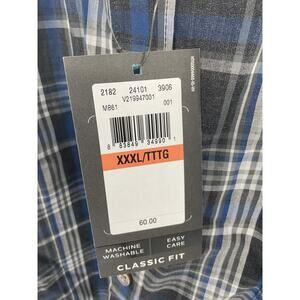 2182 24101 3906
V219947001
MB61 001
8 83849 34990 1
XXXL/TTTG
60.00
MACHINE WASHABLE
EASY CARE
CLASSIC FIT